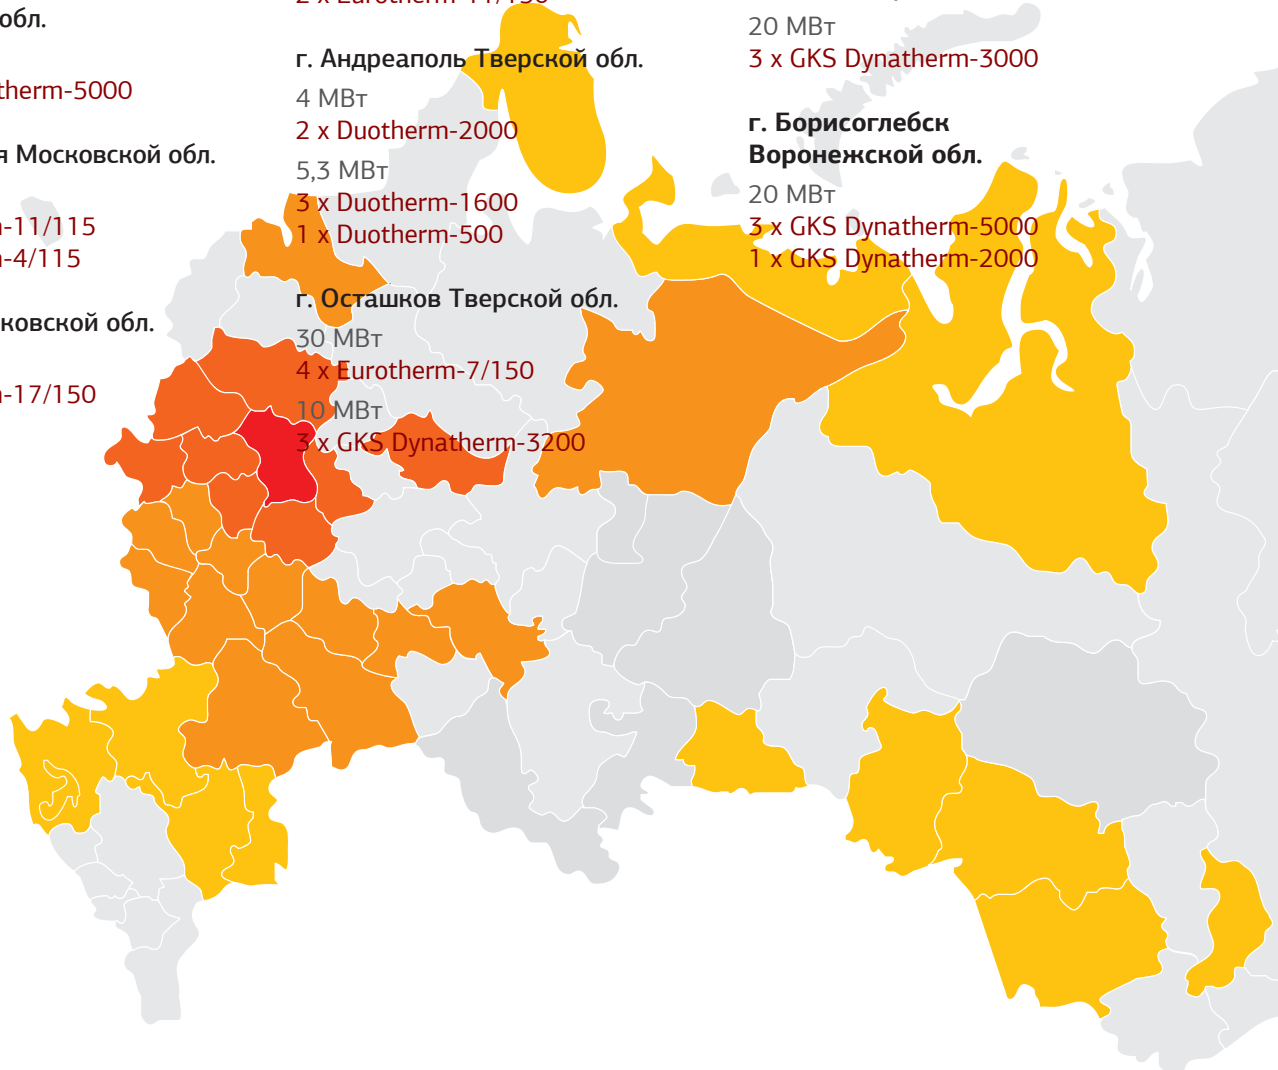 обл.
therm-5000
я Московской обл.
-11/115
-4/115
ковской обл.
-17/150
г. Андреаполь Тверской обл.
4 МВт
2 x Duotherm-2000
5,3 МВт
3 x Duotherm-1600
1 x Duotherm-500
г. Осташков Тверской обл.
30 МВт
4 x Eurotherm-7/150
10 МВт
3 x GKS Dynatherm-3200
20 МВт
3 x GKS Dynatherm-3000
г. Борисоглебск
Воронежской обл.
20 МВт
3 x GKS Dynatherm-5000
1 x GKS Dynatherm-2000